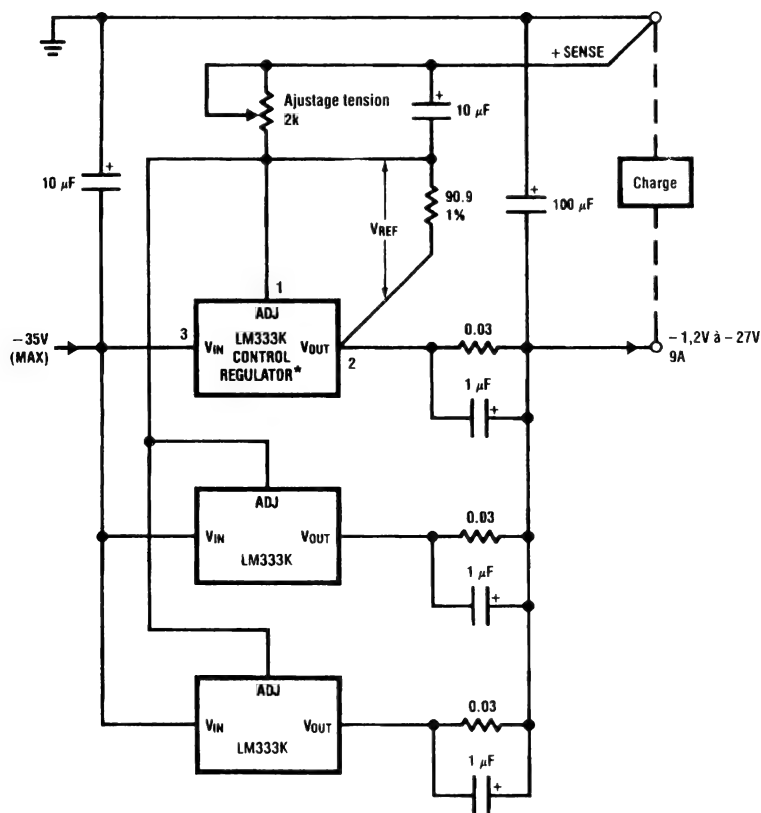 + SENSE
Ajustage tension
2k
+
10 µF
+
10 µF
90.9
1%
+
100 µF
Charge
VREF
1
ADJ
−35V
(MAX)
3
VIN
LM333K
CONTROL
REGULATOR*
VOUT
2
0.03
− 1,2V à − 27V
9A
1 µF
+
ADJ
VIN
VOUT
LM333K
0.03
1 µF
+
ADJ
VIN
VOUT
LM333K
0.03
1 µF
+